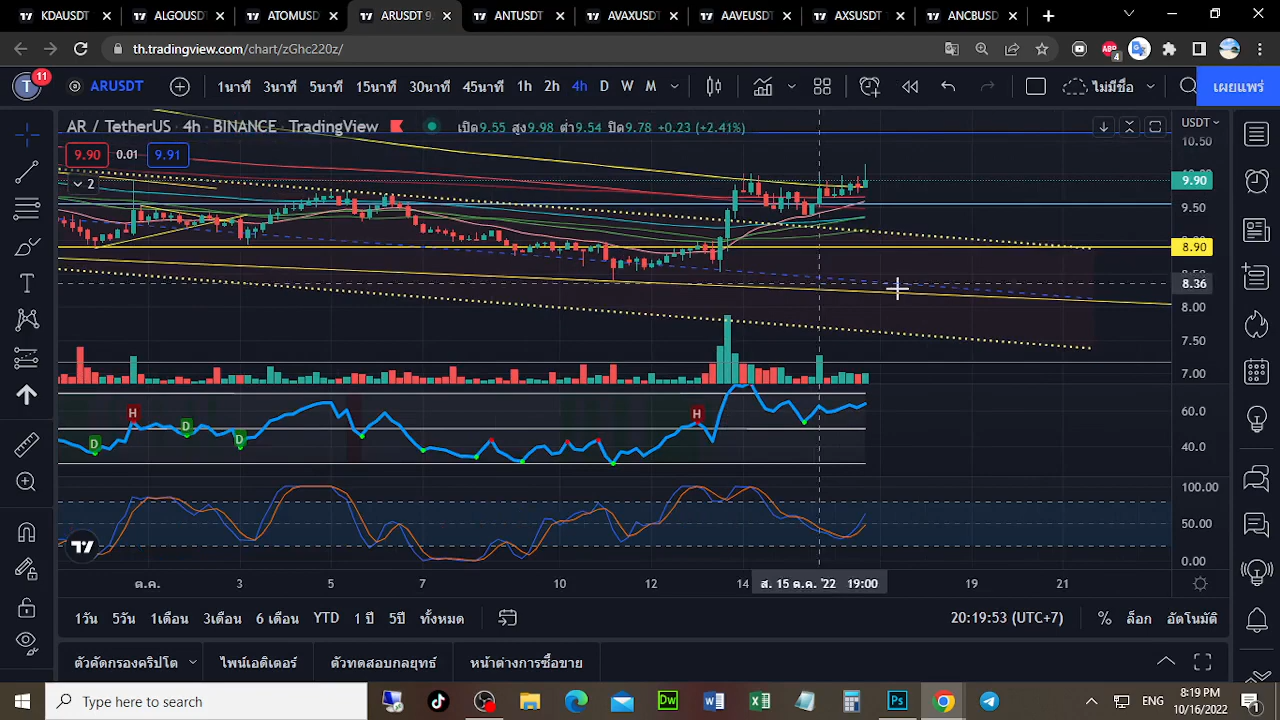 KDAUSDT ALGOUSDT ATOMUSD ARUSDT 9. ANTUSDT AVAXUSDT AAVEUSDT AXSUSDT ANCBUSD
th.tradingview.com/chart/zGhc220z/
4
T 11 ARUSDT 1นาที 3นาที 5นาที 15นาที 30นาที 45นาที 1h 2h 4h D W M ไม่มีชื่อ เผยแพร่
AR / TetherUS 4h BINANCE TradingView เปิด9.55 สูง9.98 ต่ำ9.54 ปิด9.78 +0.23 (+2.41%) USDT
10.50
9.90 0.01 9.91
9.90
2
9.50
8.90
8.36
8.00
7.50
7.00
H H 60.0
D D D 40.0
100.00
50.00
0.00
ต.ค. 3 5 7 10 12 14 ส. 15 ต.ค. '22 19:00 19 21
1วัน 5วัน 1เดือน 3เดือน 6 เดือน YTD 1 ปี 5ปี ทั้งหมด 20:19:53 (UTC+7) % ล็อก อัตโนมัติ
ตัวคัดกรองคริปโต ไพน์เอดิเตอร์ ตัวทดสอบกลยุทธ์ หน้าต่างการซื้อขาย
Type here to search Dw W X Ps ENG 8:19 PM
10/16/2022 1